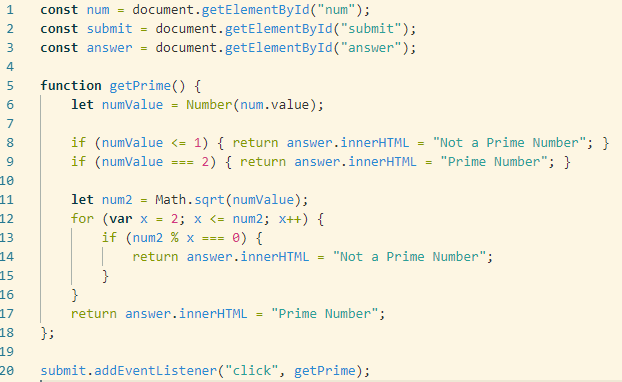 1 const num = document.getElementById("num");
2 const submit = document.getElementById("submit");
3 const answer = document.getElementById("answer");
4
5 function getPrime() {
6 let numValue = Number(num.value);
7
8 if (numValue <= 1) { return answer.innerHTML = "Not a Prime Number"; }
9 if (numValue === 2) { return answer.innerHTML = "Prime Number"; }
10
11 let num2 = Math.sqrt(numValue);
12 for (var x = 2; x <= num2; x++) {
13 if (num2 % x === 0) {
14 return answer.innerHTML = "Not a Prime Number";
15 }
16 }
17 return answer.innerHTML = "Prime Number";
18 };
19
20 submit.addEventListener("click", getPrime);